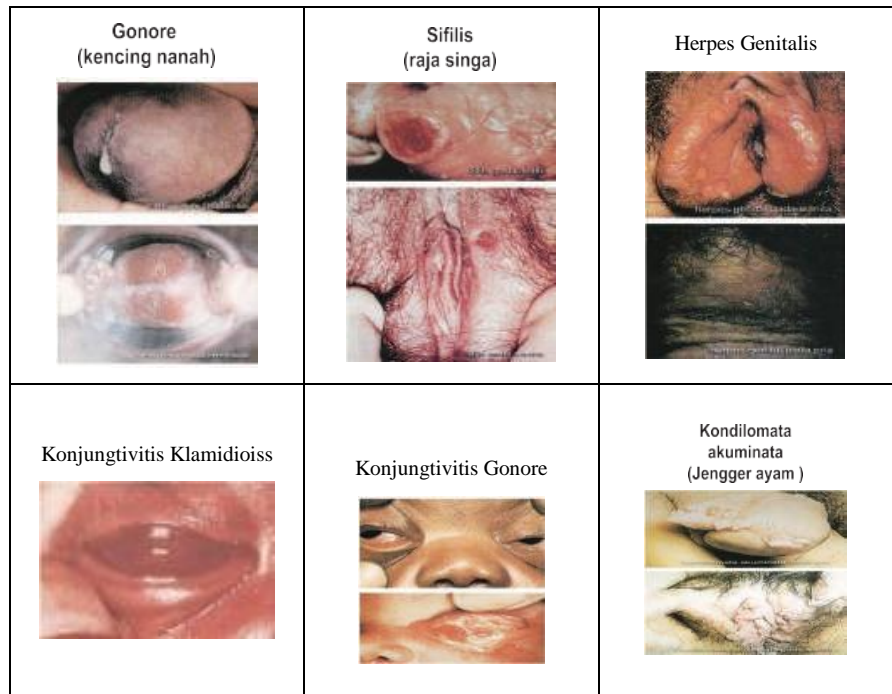 Gonore
(kencing nanah)
Sifilis
(raja singa)
Herpes Genitalis
Konjungtivitis Klamidioiss
Konjungtivitis Gonore
Kondilomata
akuminata
(Jengger ayam )